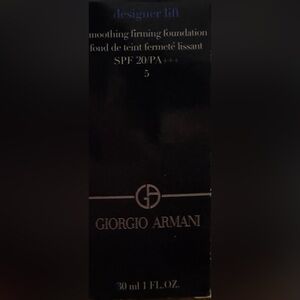 designer lift
smoothing firming foundation
fond de teint fermeté lissant
SPF 20/PA+++
5
GIORGIO ARMANI
30 ml 1 FL.OZ.